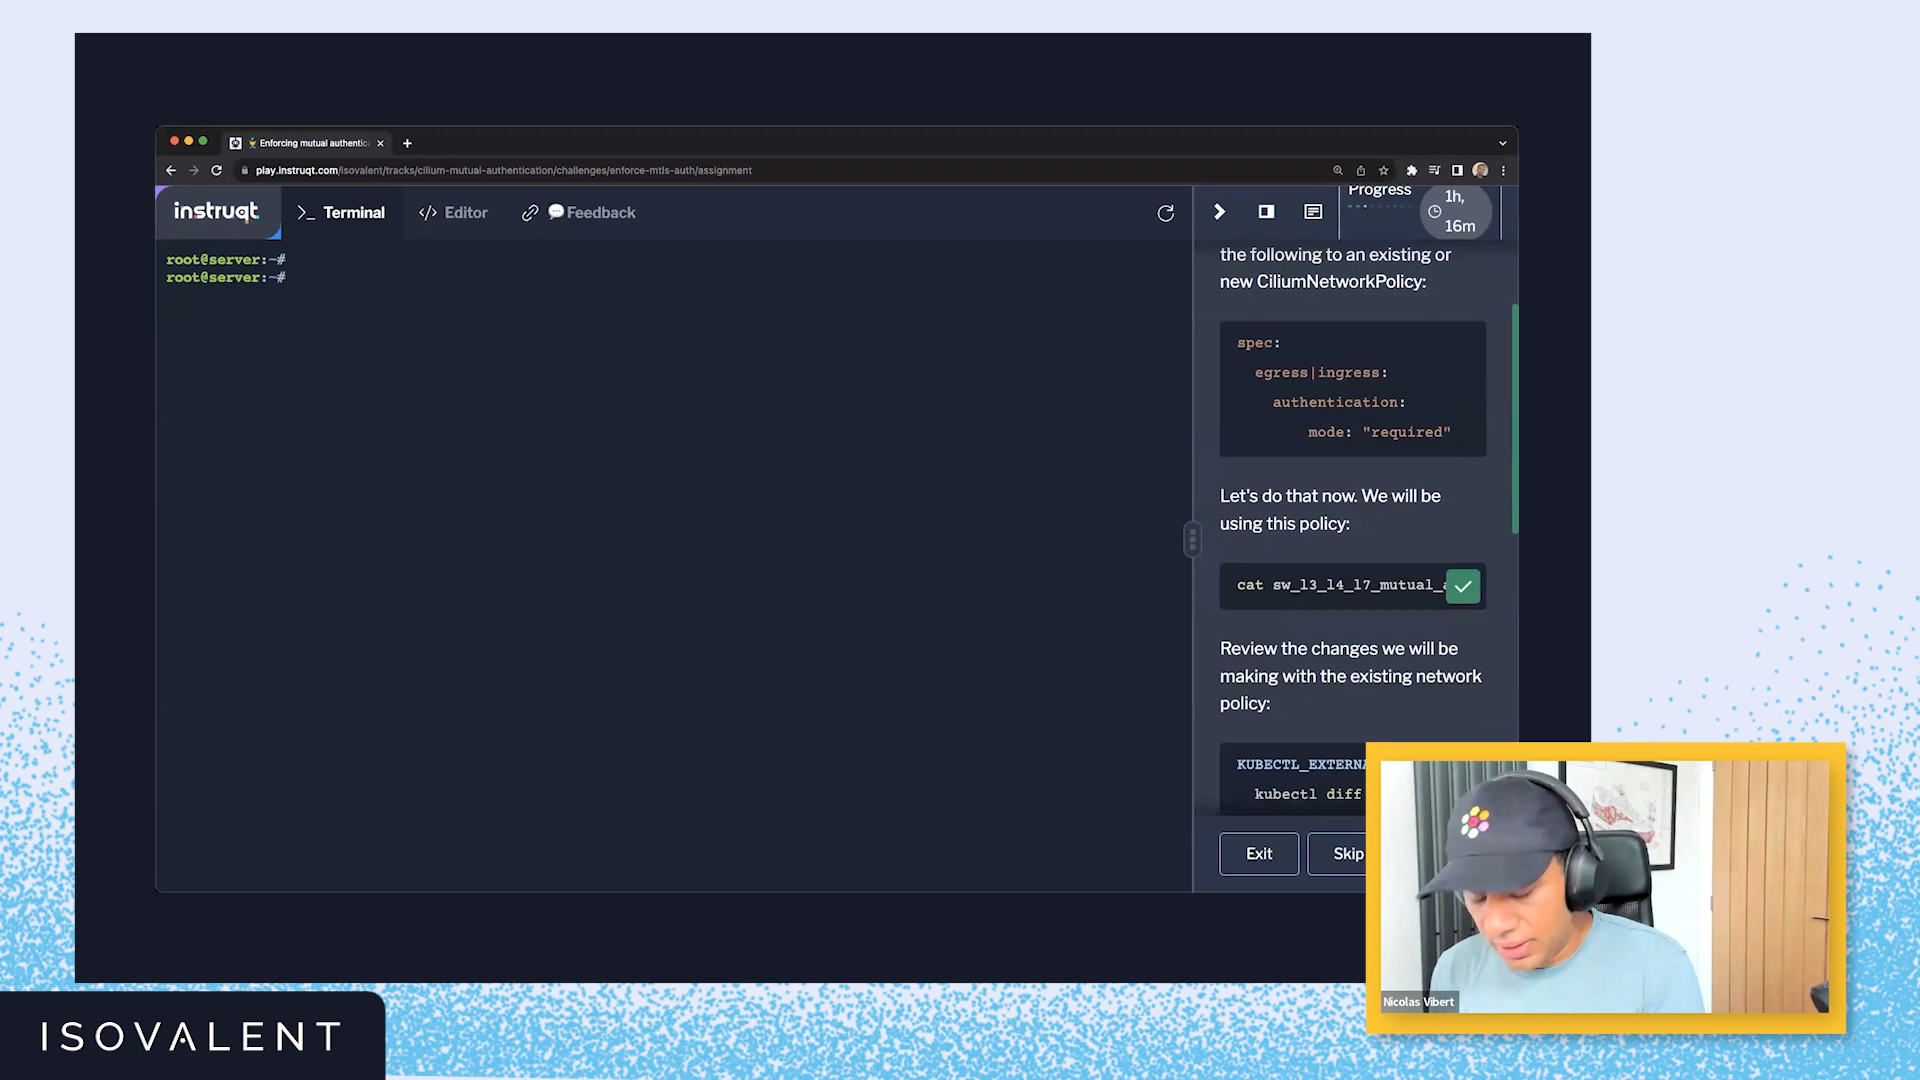 Enforcing mutual authentic
play.instruqt.com/isovalent/tracks/cilium-mutual-authentication/challenges/enforce-mtls-auth/assignment
instruqt
>_ Terminal
</> Editor
Feedback
Progress
1h,
16m
root@server:~#
root@server:~#
the following to an existing or
new CiliumNetworkPolicy:
spec:
egress|ingress:
authentication:
mode: "required"
Let's do that now. We will be
using this policy:
cat sw_l3_l4_l7_mutual_
Review the changes we will be
making with the existing network
policy:
KUBECTL_EXTERNA
kubectl diff
Exit
Skip
Nicolas Vibert
ISOVALENT